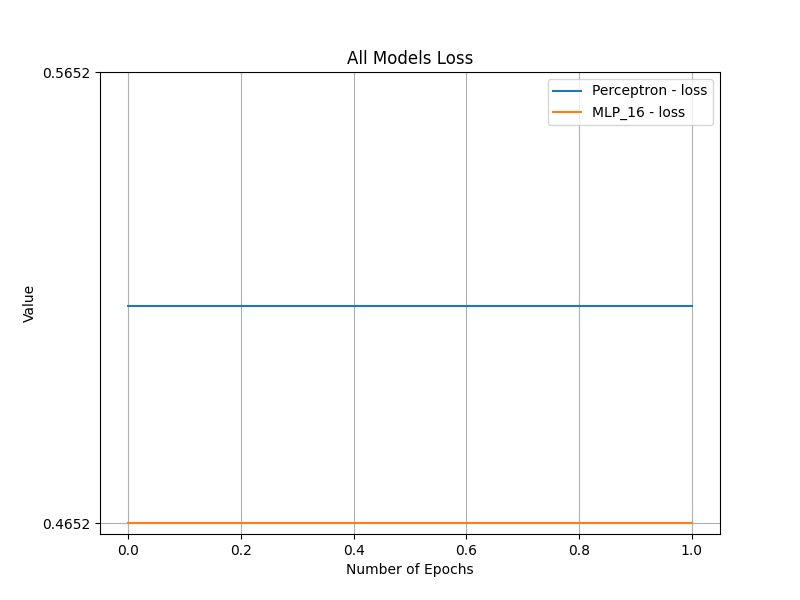 All Models Loss
0.5652
Perceptron - loss
MLP_16 - loss
Value
0.4652
0.0 0.2 0.4 0.6 0.8 1.0
Number of Epochs